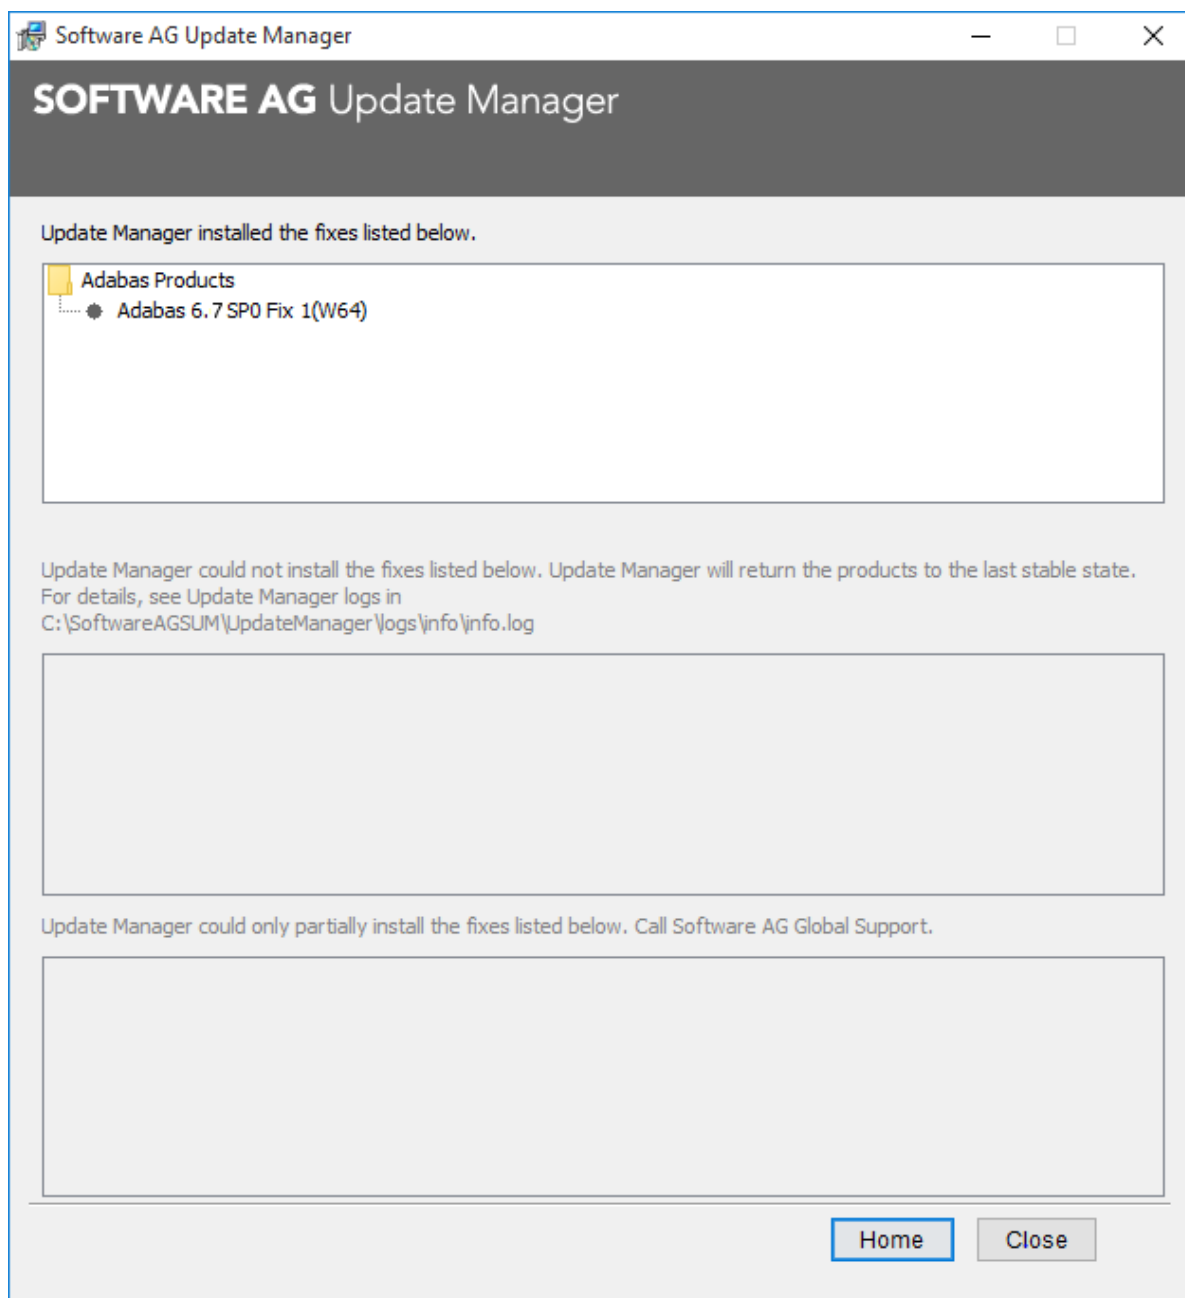 Software AG Update Manager
SOFTWARE AG Update Manager
Update Manager installed the fixes listed below.
Adabas Products
Adabas 6.7 SP0 Fix 1(W64)
Update Manager could not install the fixes listed below. Update Manager will return the products to the last stable state.
For details, see Update Manager logs in
C:\SoftwareAGSUM\UpdateManager\logs\info\info.log
Update Manager could only partially install the fixes listed below. Call Software AG Global Support.
Home Close